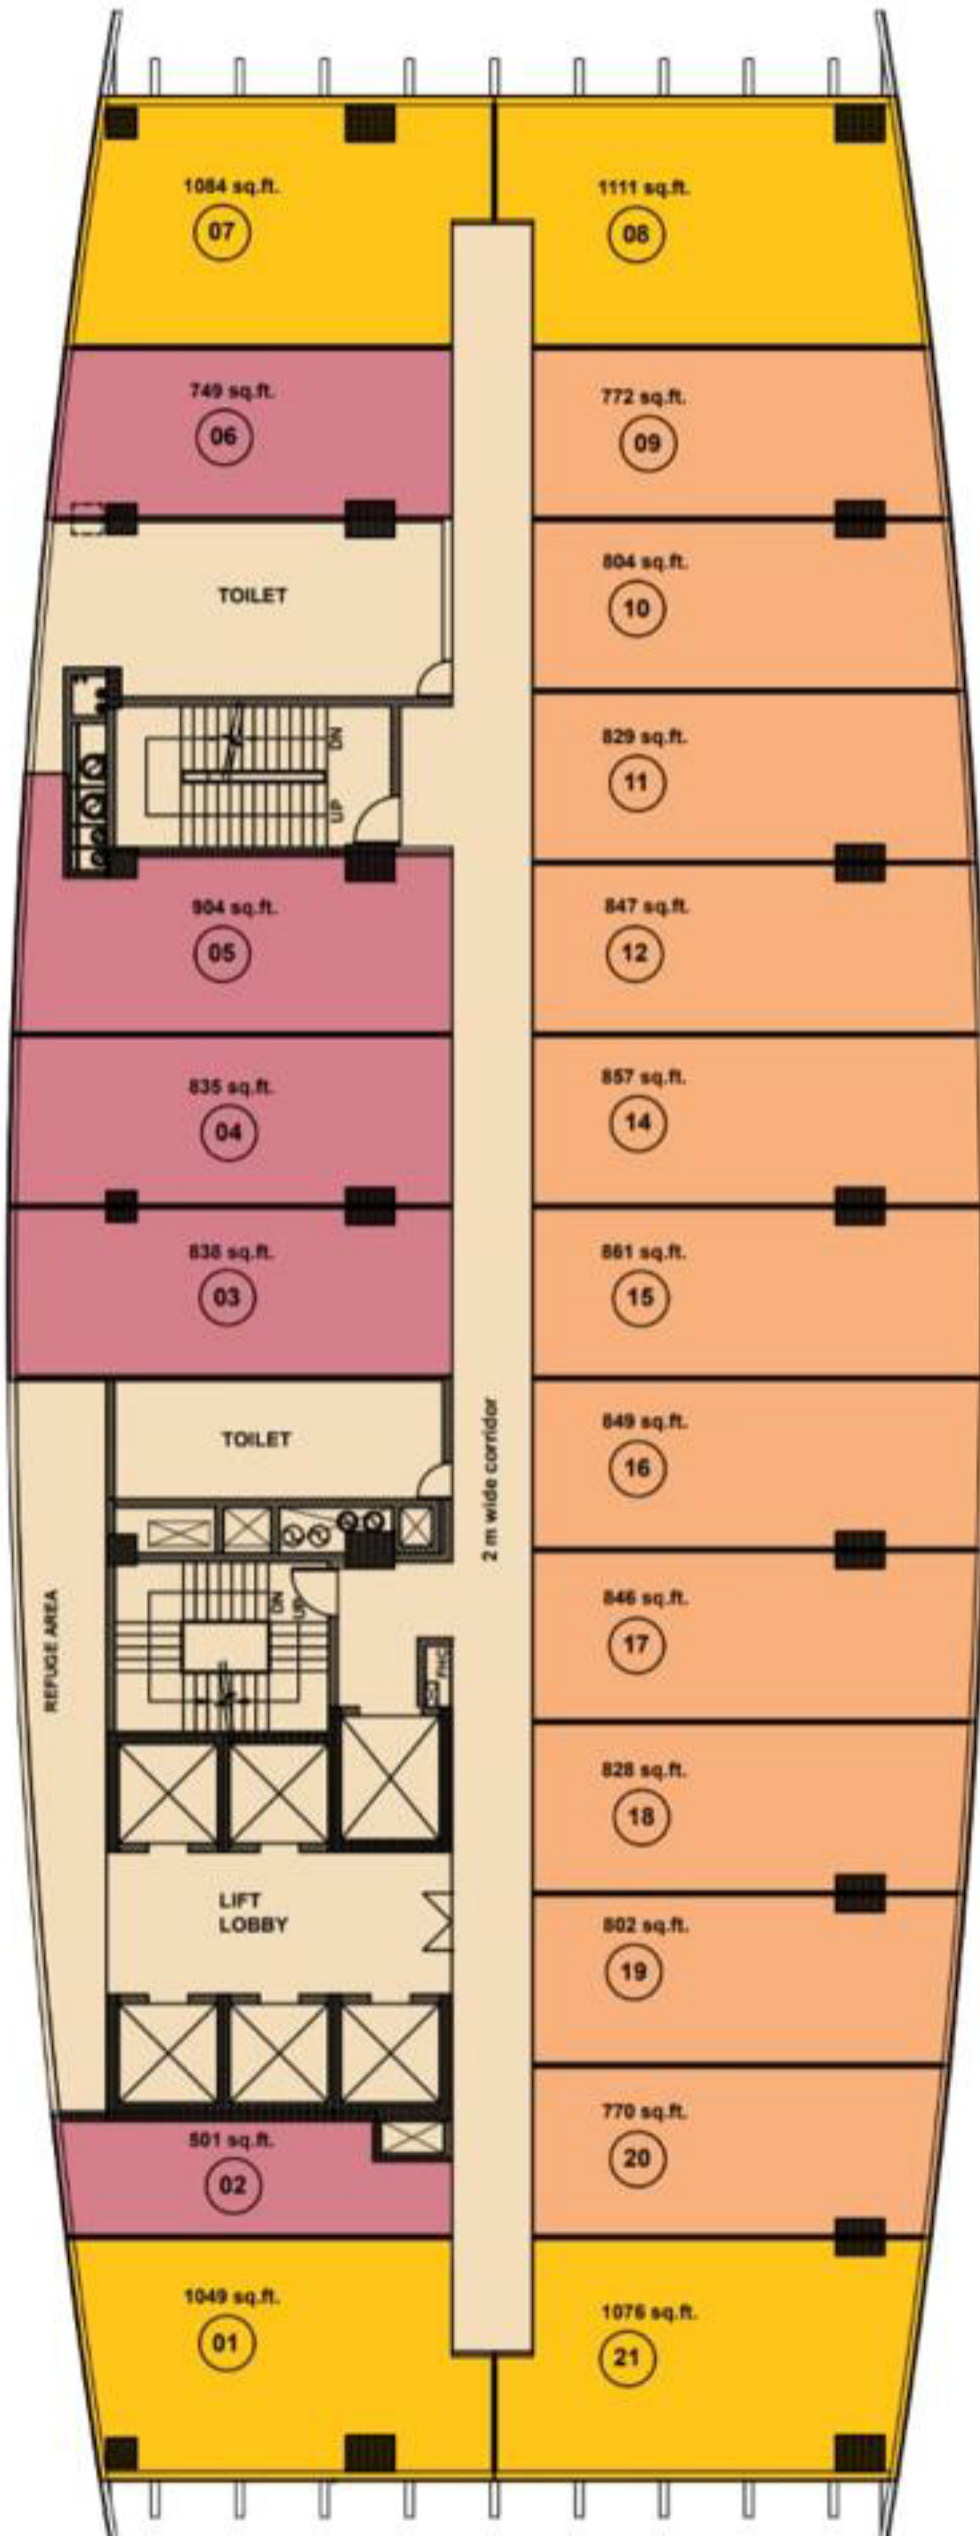 1084 sq.ft.
07
1111 sq.ft.
08
749 sq.ft.
06
772 sq.ft.
09
TOILET
804 sq.ft.
10
DN
UP
829 sq.ft.
11
904 sq.ft.
05
847 sq.ft.
12
835 sq.ft.
04
857 sq.ft.
14
838 sq.ft.
03
861 sq.ft.
15
TOILET
2 m wide corridor
849 sq.ft.
16
REFUGE AREA
DN
UP
FHC
846 sq.ft.
17
828 sq.ft.
18
LIFT
LOBBY
802 sq.ft.
19
501 sq.ft.
02
770 sq.ft.
20
1049 sq.ft.
01
1076 sq.ft.
21